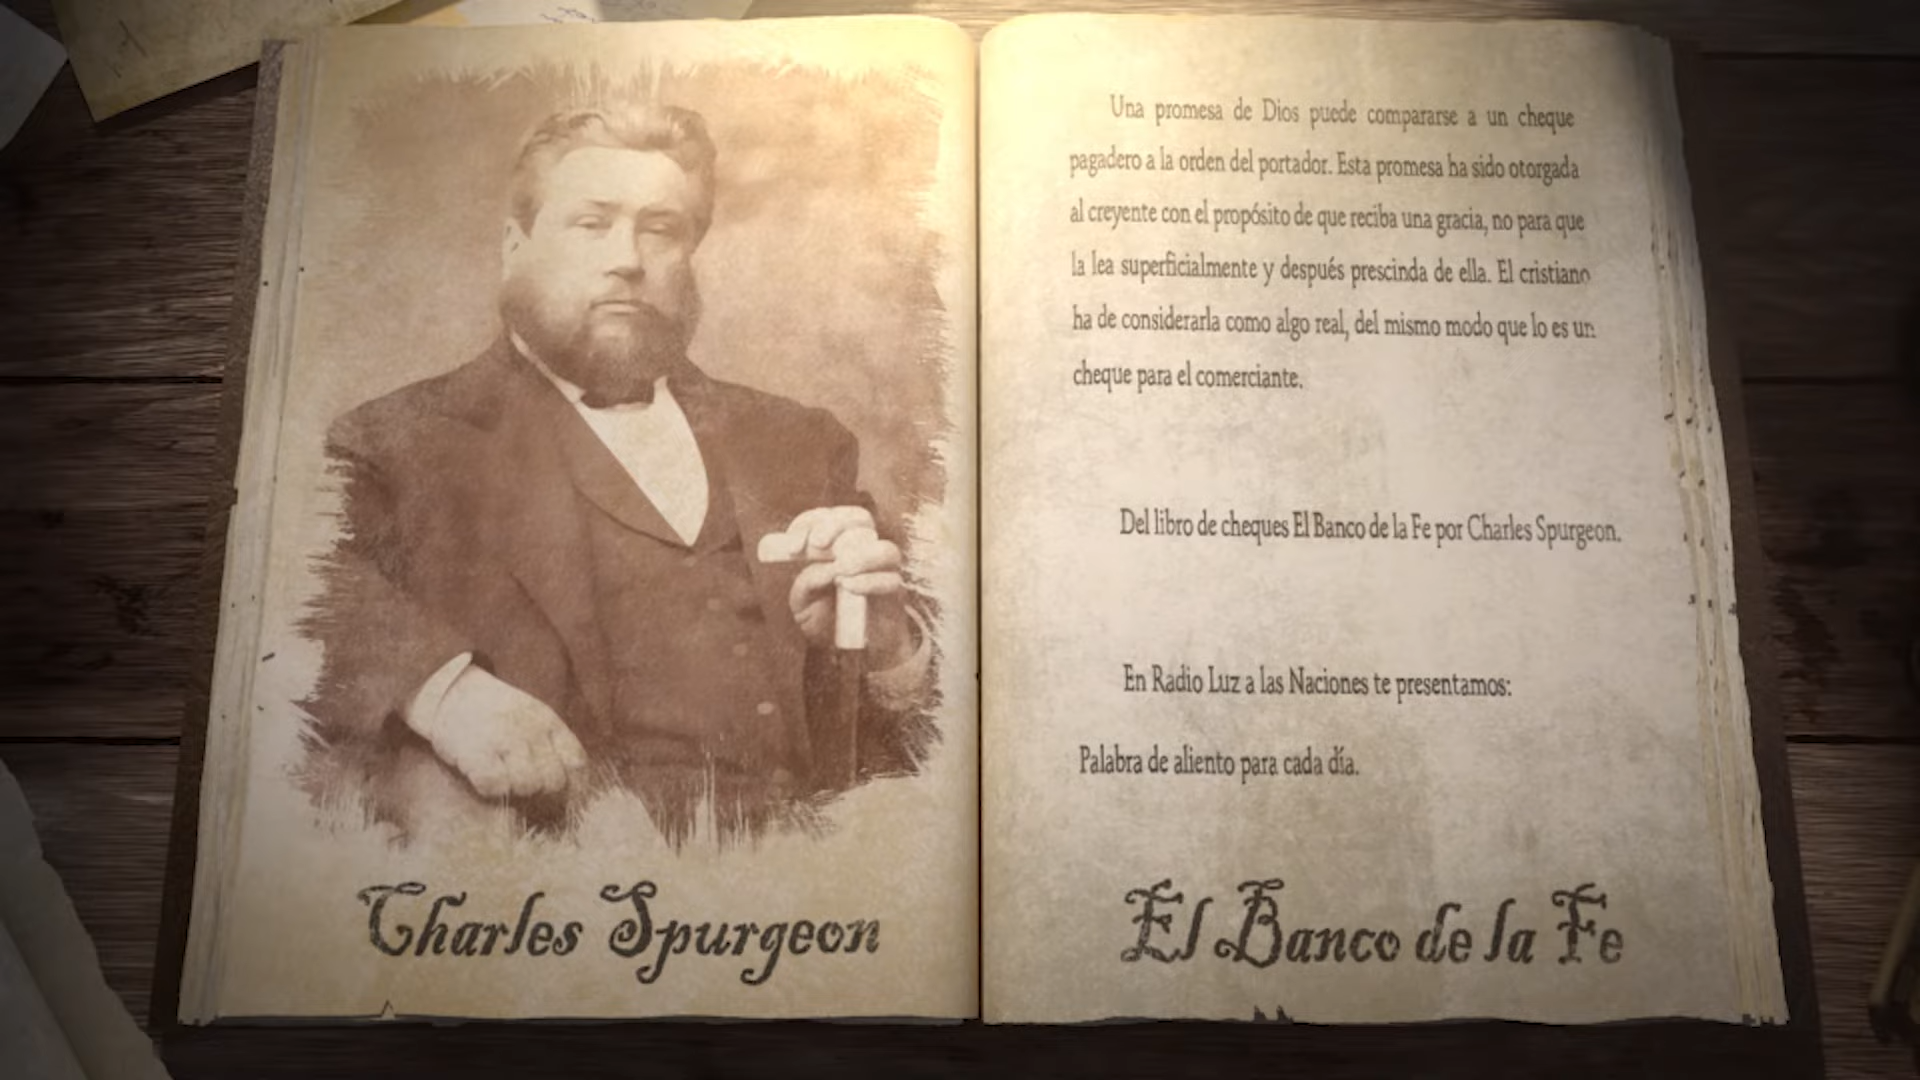 Charles Spurgeon
Una promesa de Dios puede compararse a un cheque
pagadero a la orden del portador. Esta promesa ha sido otorgada
al creyente con el propósito de que reciba una gracia, no para que
la lea superficialmente y después prescinda de ella. El cristiano
ha de considerarla como algo real, del mismo modo que lo es un
cheque para el comerciante.
Del libro de cheques El Banco de la Fe por Charles Spurgeon.
En Radio Luz a las Naciones te presentamos:
Palabra de aliento para cada día.
El Banco de la Fe